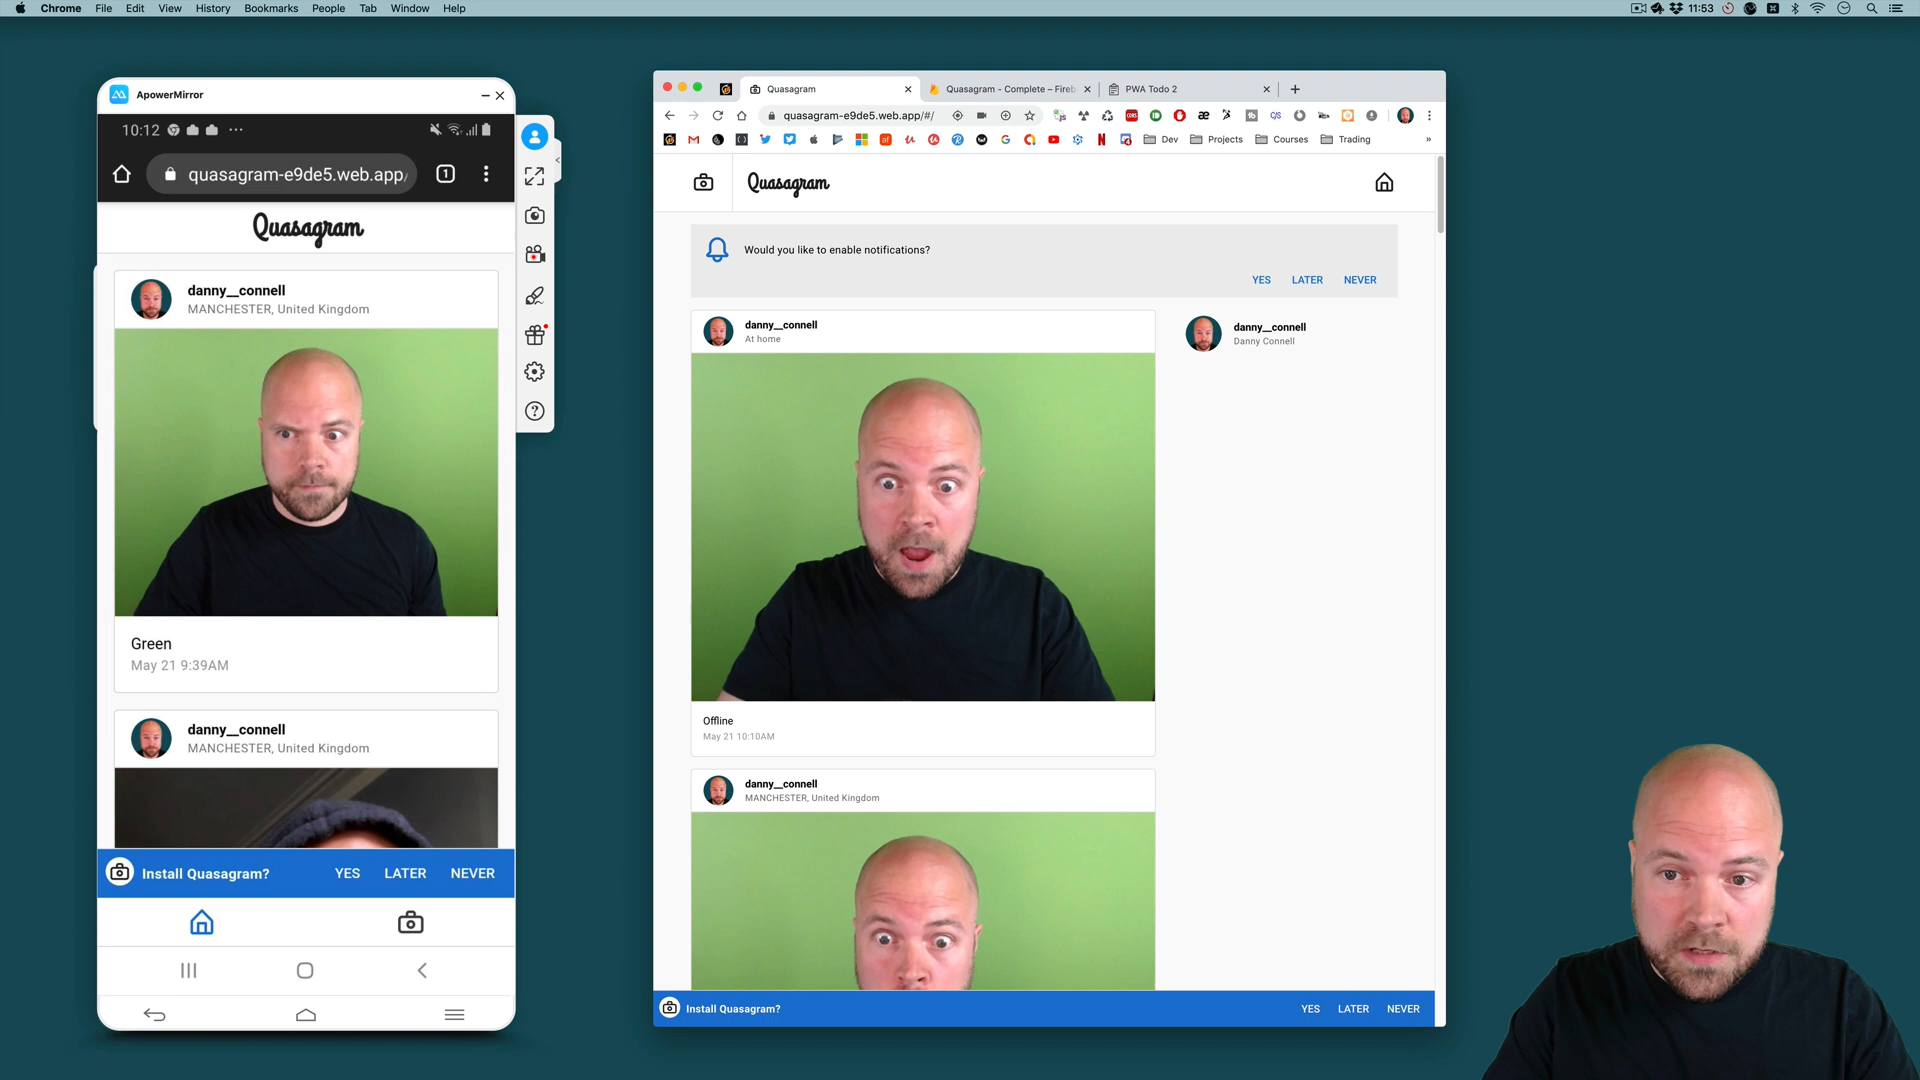 Chrome File Edit View History Bookmarks People Tab Window Help
11:53
ApowerMirror
10:12
quasagram-e9de5.web.app/
1
Quasagram
danny__connell
MANCHESTER, United Kingdom
Green
May 21 9:39AM
danny__connell
MANCHESTER, United Kingdom
Install Quasagram? YES LATER NEVER
Quasagram
Quasagram - Complete – Fireb
PWA Todo 2
quasagram-e9de5.web.app/#/
Dev Projects Courses Trading
Quasagram
Would you like to enable notifications?
YES LATER NEVER
danny__connell
At home
danny__connell
Danny Connell
Offline
May 21 10:10AM
danny__connell
MANCHESTER, United Kingdom
Install Quasagram? YES LATER NEVER